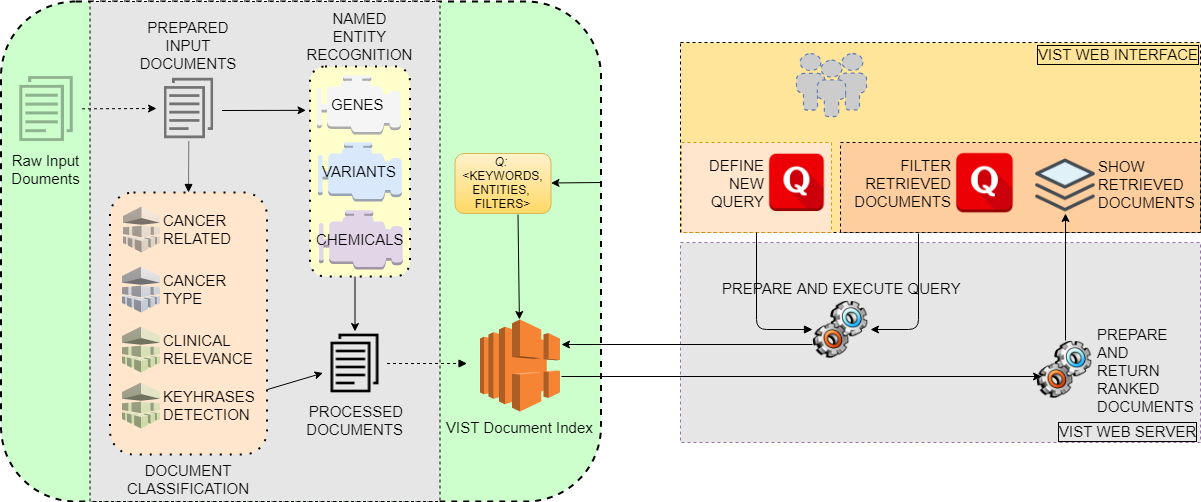 PREPARED
INPUT
DOCUMENTS
NAMED
ENTITY
RECOGNITION
Raw Input
Douments
GENES
VARIANTS
CHEMICALS
CANCER
RELATED
CANCER
TYPE
CLINICAL
RELEVANCE
KEYHRASES
DETECTION
DOCUMENT
CLASSIFICATION
PROCESSED
DOCUMENTS
Q:
<KEYWORDS,
ENTITIES,
FILTERS>
VIST Document Index
VIST WEB INTERFACE
DEFINE
NEW
QUERY
Q
FILTER
RETRIEVED
DOCUMENTS
Q
SHOW
RETRIEVED
DOCUMENTS
PREPARE AND EXECUTE QUERY
PREPARE
AND
RETURN
RANKED
DOCUMENTS
VIST WEB SERVER